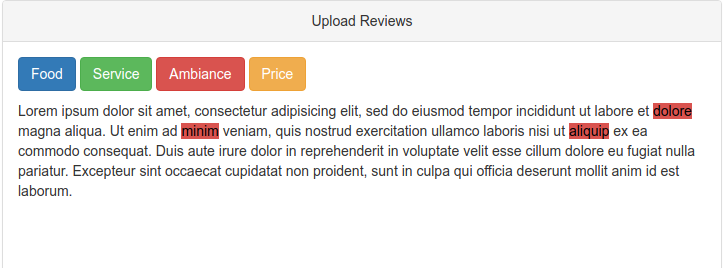 Upload Reviews
Food Service Ambiance Price
Lorem ipsum dolor sit amet, consectetur adipisicing elit, sed do eiusmod tempor incididunt ut labore et dolore
magna aliqua. Ut enim ad minim veniam, quis nostrud exercitation ullamco laboris nisi ut aliquip ex ea
commodo consequat. Duis aute irure dolor in reprehenderit in voluptate velit esse cillum dolore eu fugiat nulla
pariatur. Excepteur sint occaecat cupidatat non proident, sunt in culpa qui officia deserunt mollit anim id est
laborum.